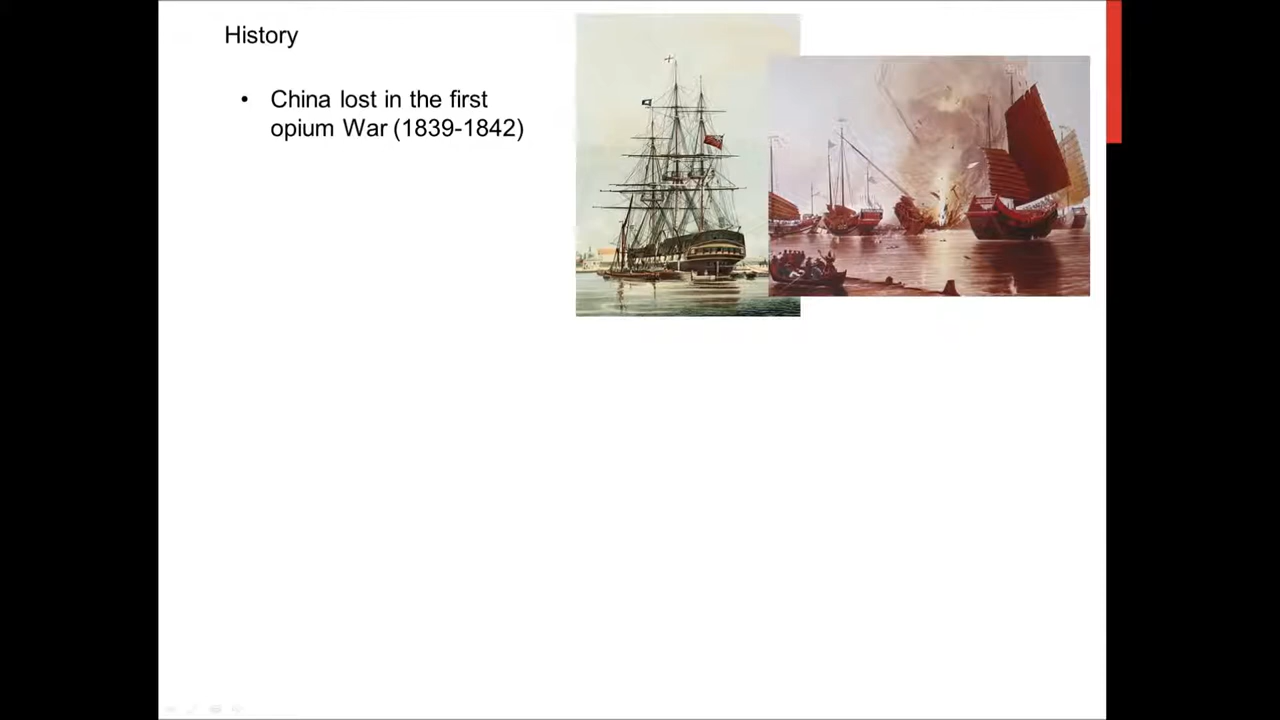 History
• China lost in the first
opium War (1839-1842)